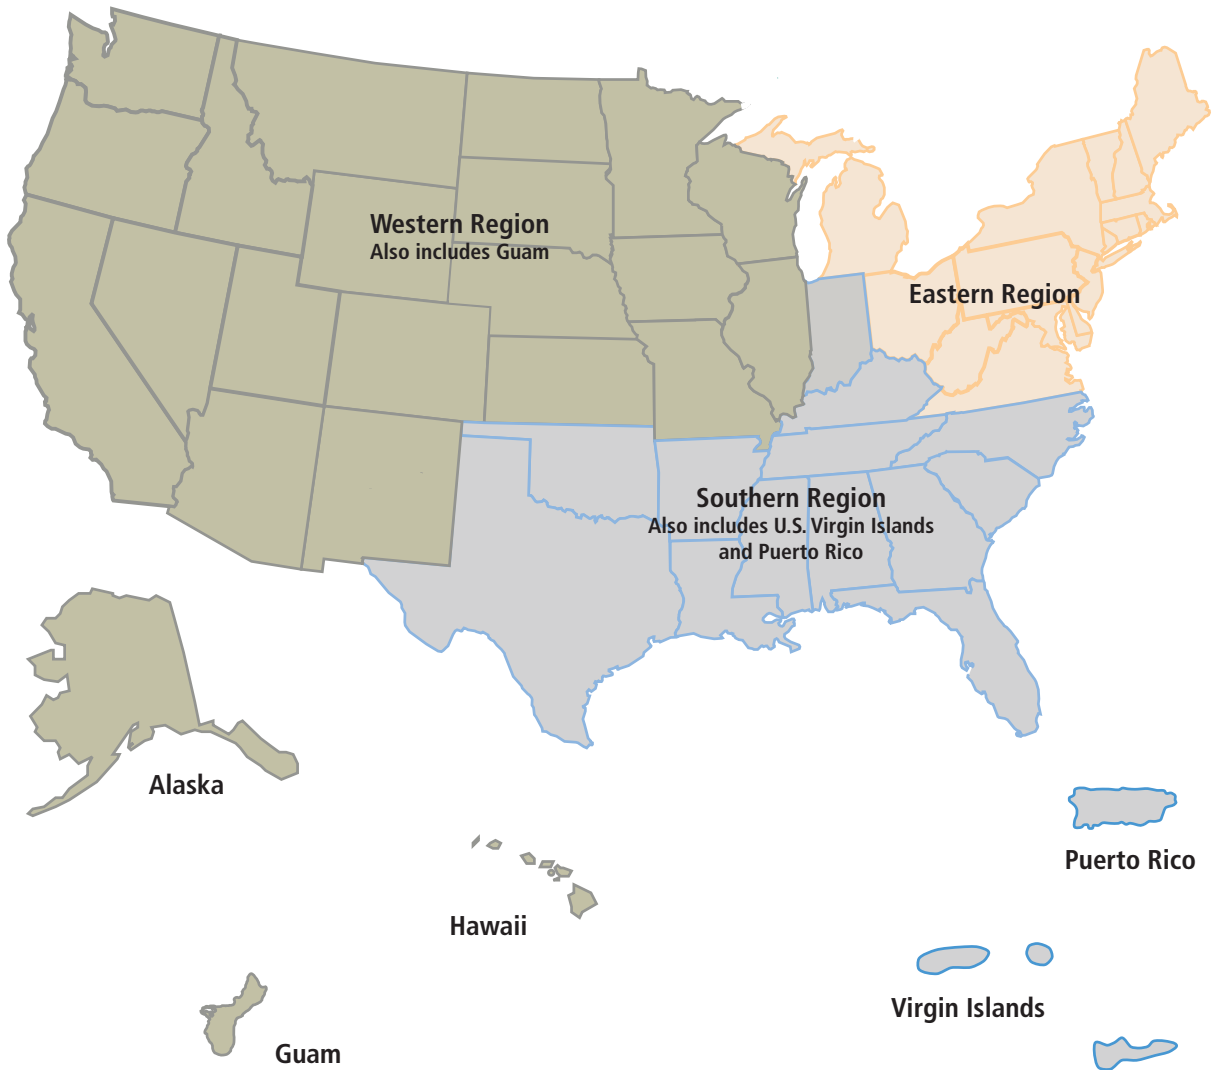 Western Region
Also includes Guam
Eastern Region
Southern Region
Also includes U.S. Virgin Islands
and Puerto Rico
Alaska
Puerto Rico
Hawaii
Virgin Islands
Guam